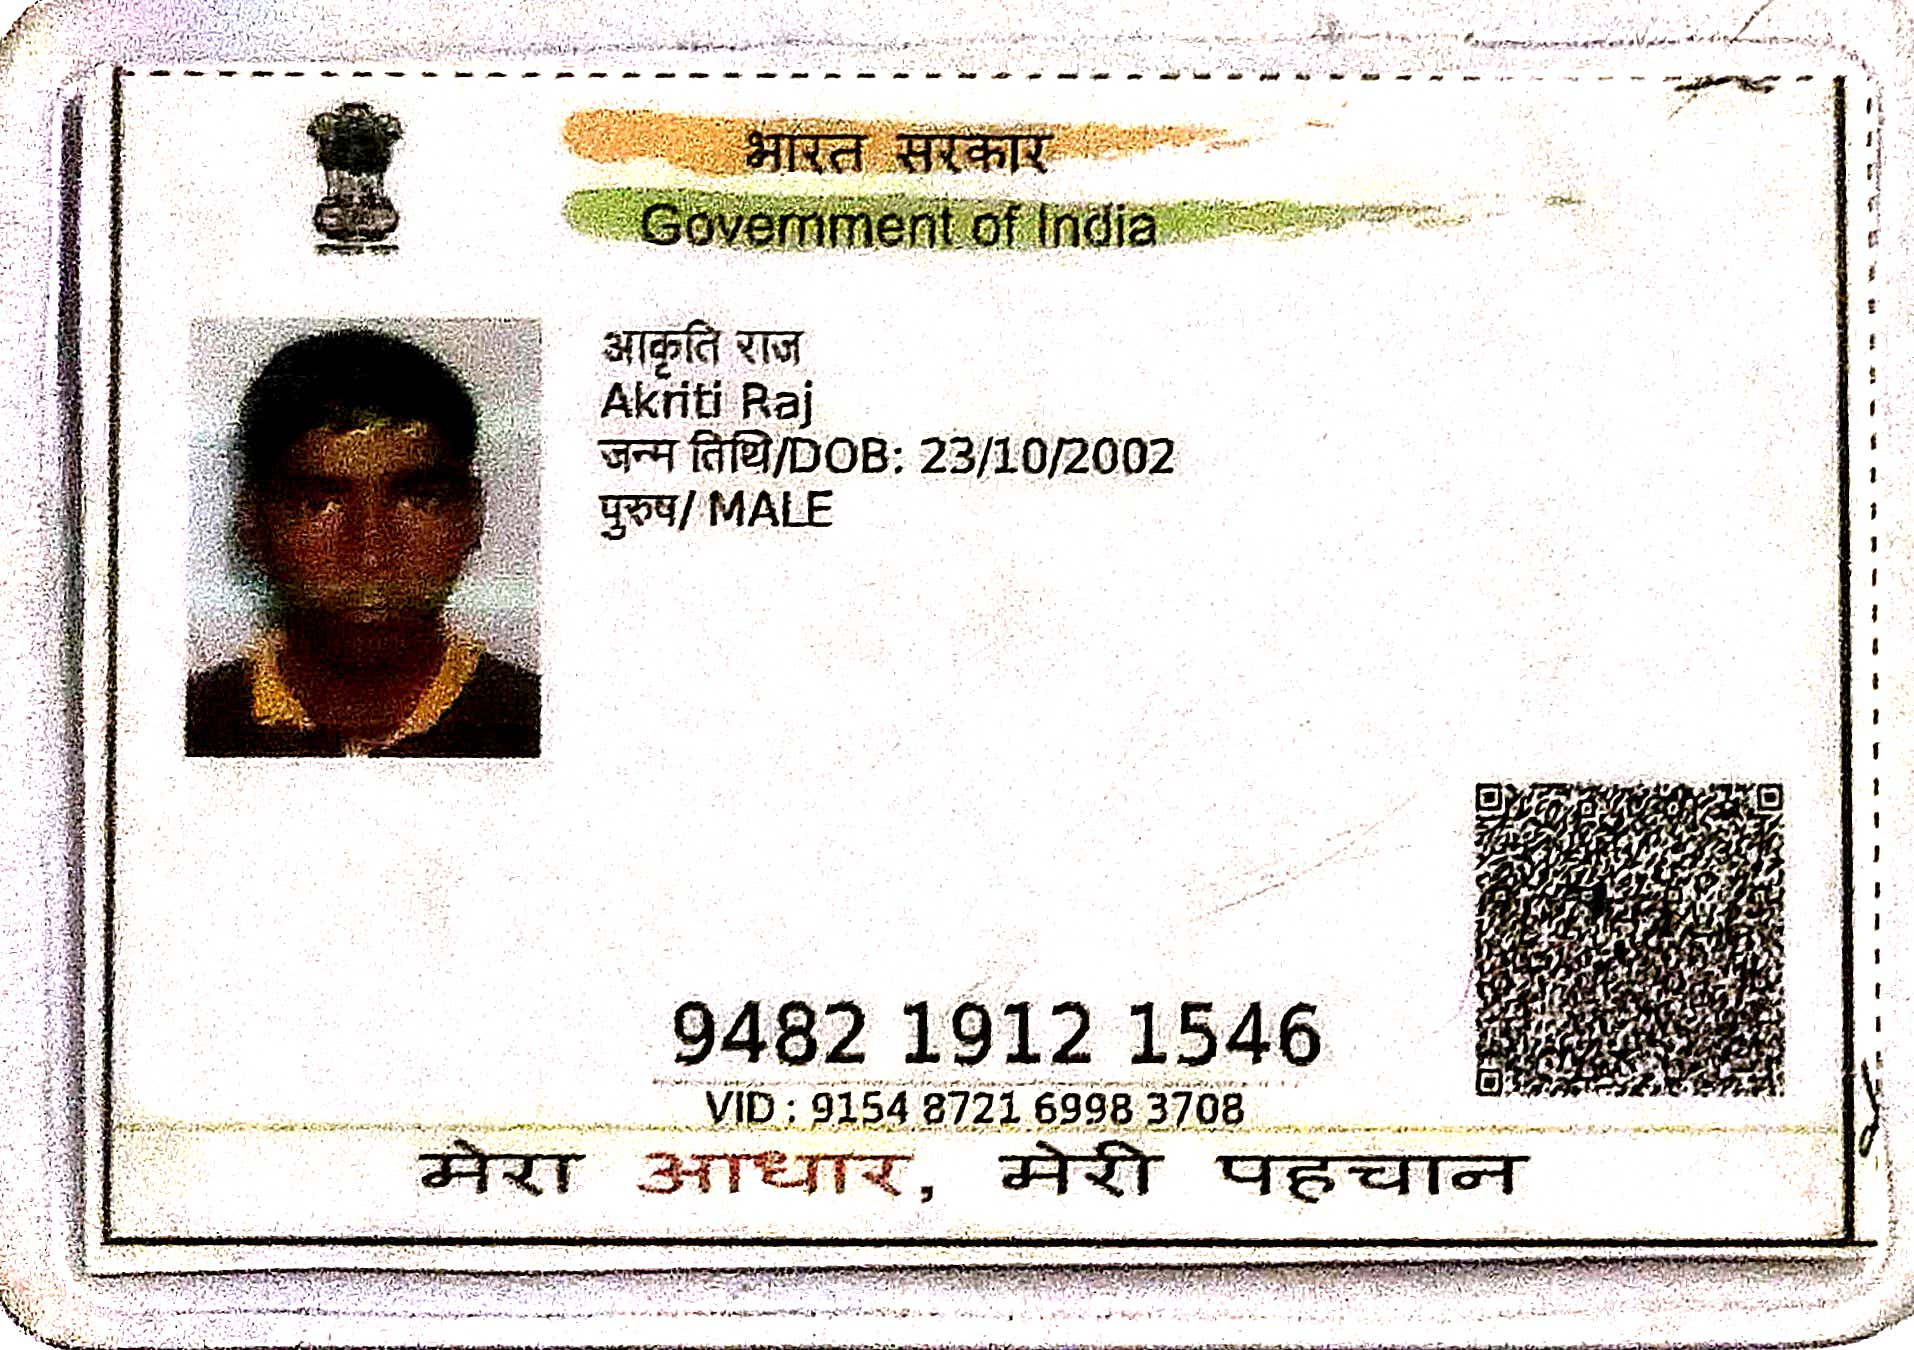 भारत सरकार
Government of India
आकृति राज
Akriti Raj
जन्म तिथि/DOB: 23/10/2002
पुरुष/ MALE
9482 1912 1546
VID : 9154 8721 6998 3708
मेरा आधार, मेरी पहचान